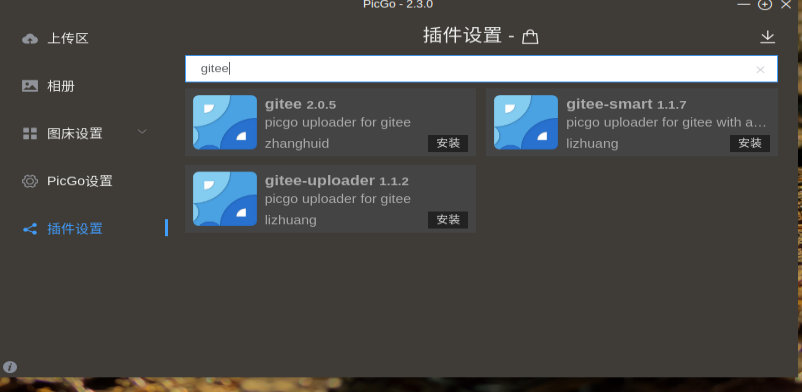 PicGo - 2.3.0
上传区
相册
图床设置
PicGo设置
插件设置
插件设置 -
gitee
gitee 2.0.5
picgo uploader for gitee
zhanghuid
安装
gitee-smart 1.1.7
picgo uploader for gitee with a…
lizhuang
安装
gitee-uploader 1.1.2
picgo uploader for gitee
lizhuang
安装